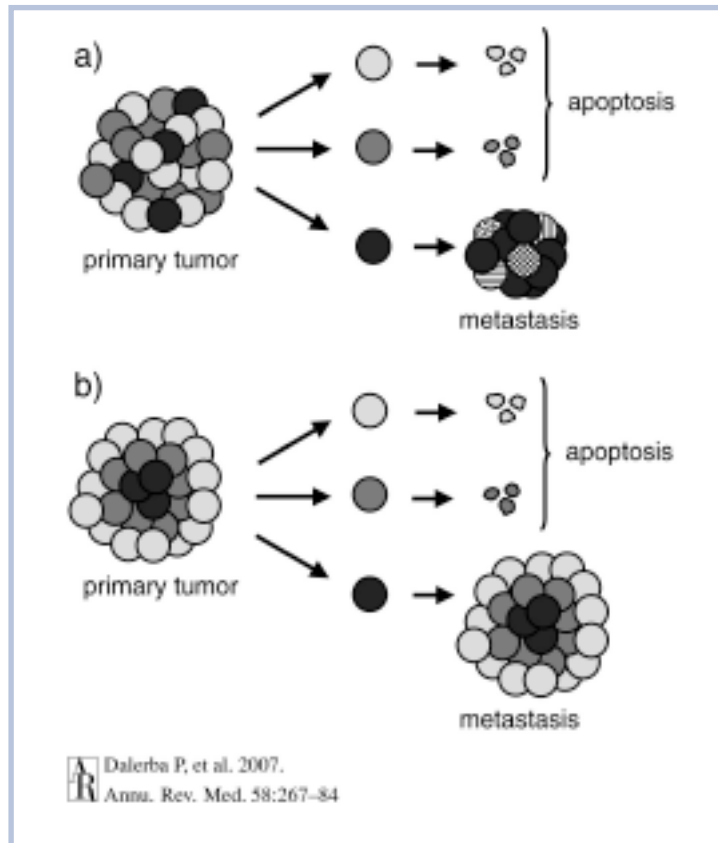 a)
apoptosis
primary tumor
metastasis
b)
apoptosis
primary tumor
metastasis
AR
Dalerba P, et al. 2007.
Annu. Rev. Med. 58:267–84